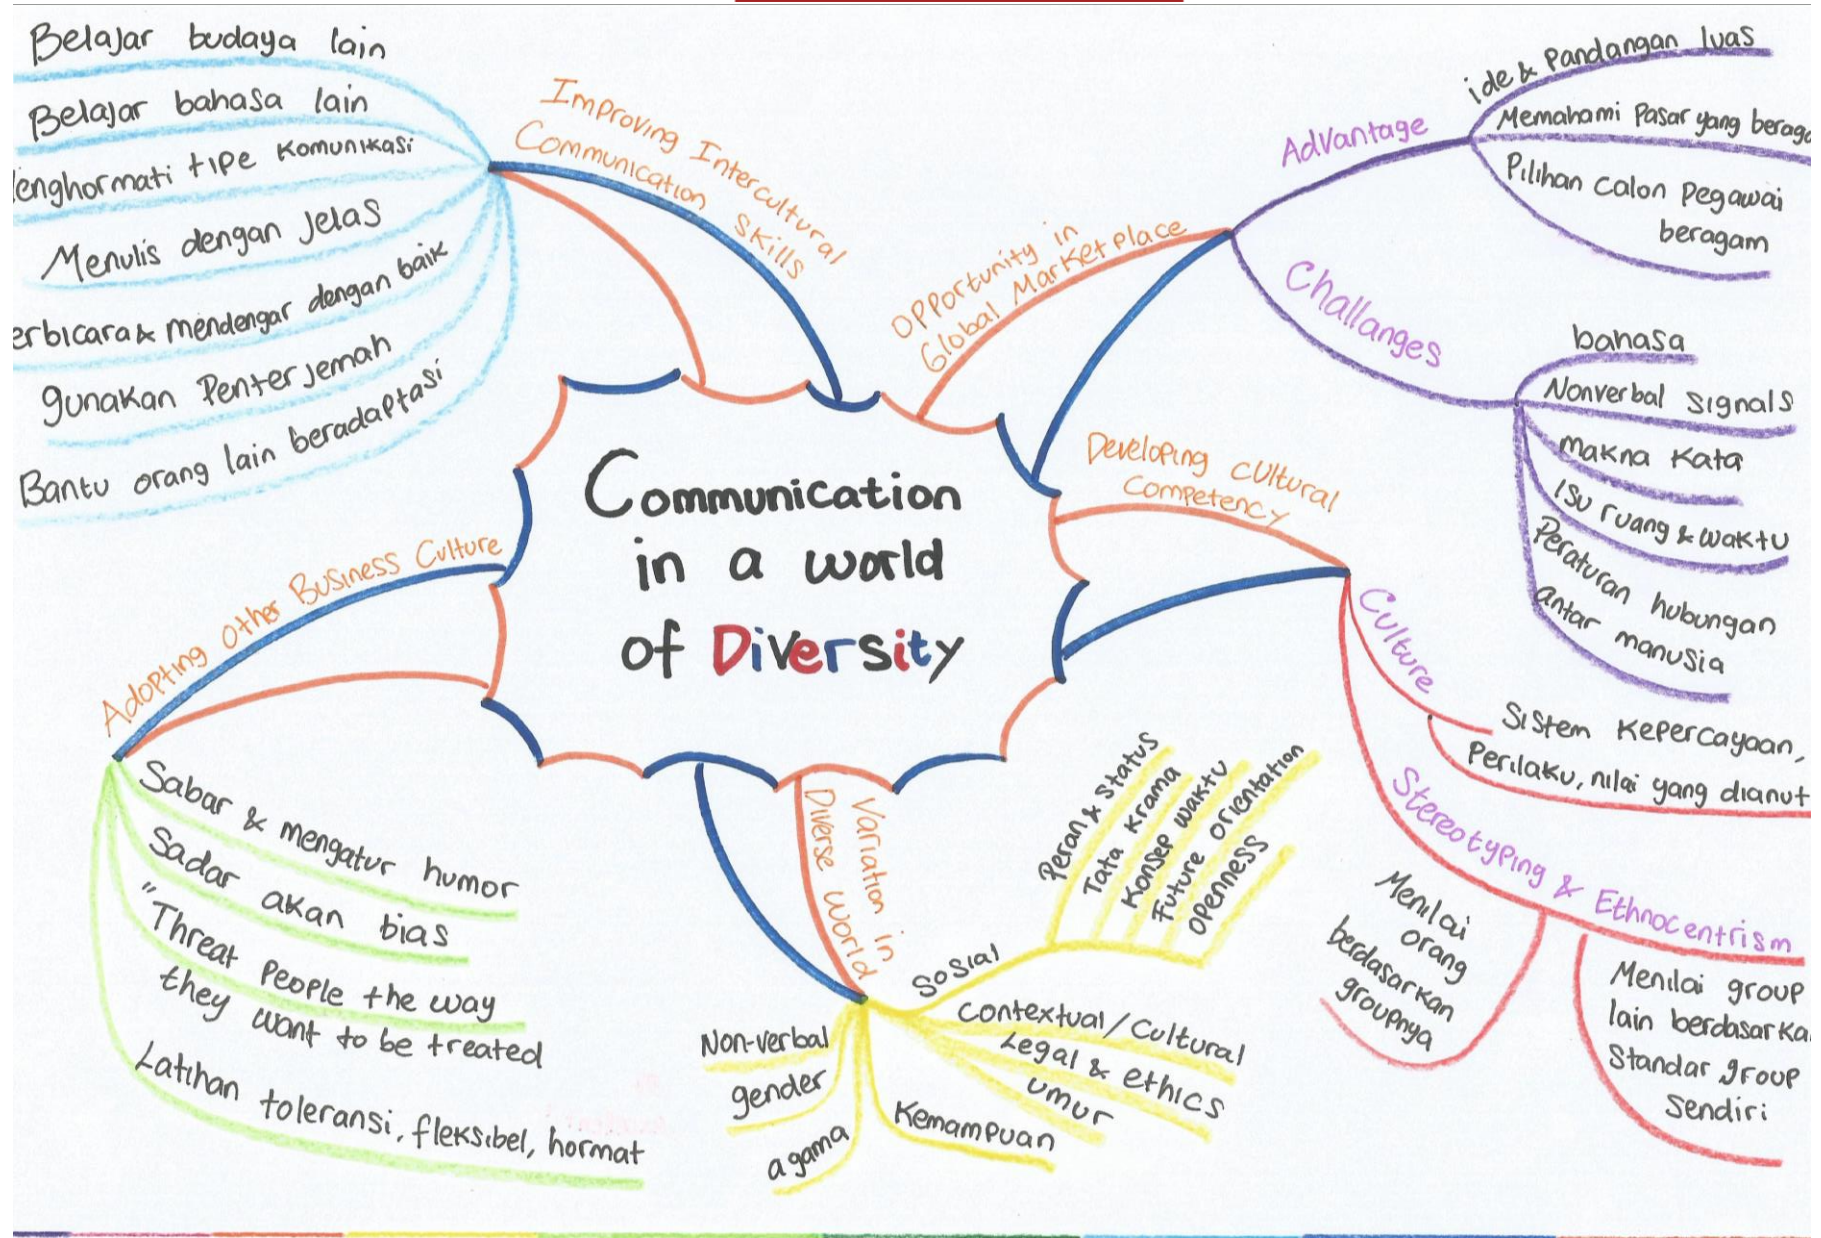 Communication
in a world
of Diversity
Improving Intercultural
Communication Skills
Belajar budaya lain
Belajar bahasa lain
enghormati tipe komunikasi
Menulis dengan jelas
erbicara & mendengar dengan baik
gunakan Penterjemah
Bantu orang lain beradaptasi
Opportunity in
Global Marketplace
Advantage
ide & Pandangan luas
Memahami Pasar yang beraga
Pilihan calon pegawai
beragam
Challanges
bahasa
Nonverbal signals
Makna Kata
Isu ruang & waktu
Peraturan hubungan
antar manusia
Developing cultural
Competency
Culture
Sistem Kepercayaan,
Perilaku, nilai yang dianut
Stereotyping & Ethnocentrism
Menilai
orang
berdasarkan
groupnya
Menilai group
lain berdasarka
Standar group
Sendiri
Variation in
Diverse World
Sosial
Peran & status
Tata krama
Konsep waktu
Future orientation
openness
Contextual/Cultural
Legal & ethics
umur
Kemampuan
agama
gender
Non-verbal
Adopting Other Business Culture
Sabar & mengatur humor
Sadar akan bias
"Threat People the way
they want to be treated
Latihan toleransi, fleksibel, hormat